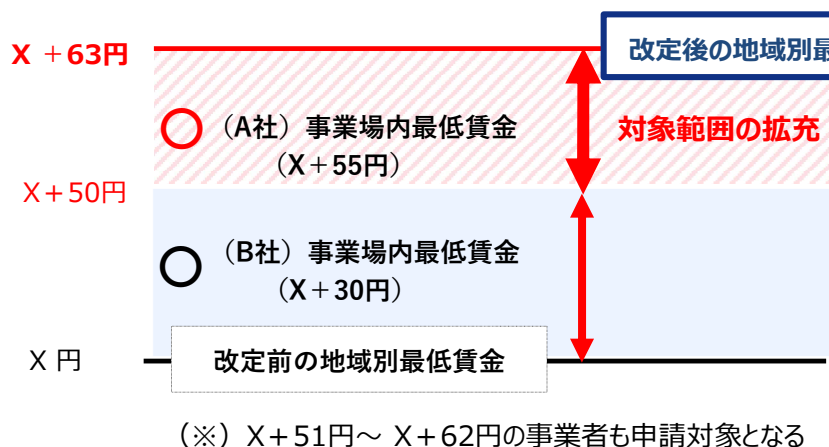 X ＋63円
改定後の地域別最
(A社) 事業場内最低賃金
(X＋55円)
対象範囲の拡充
X＋50円
(B社) 事業場内最低賃金
(X＋30円)
X 円
改定前の地域別最低賃金
(※) X＋51円～ X＋62円の事業者も申請対象となる